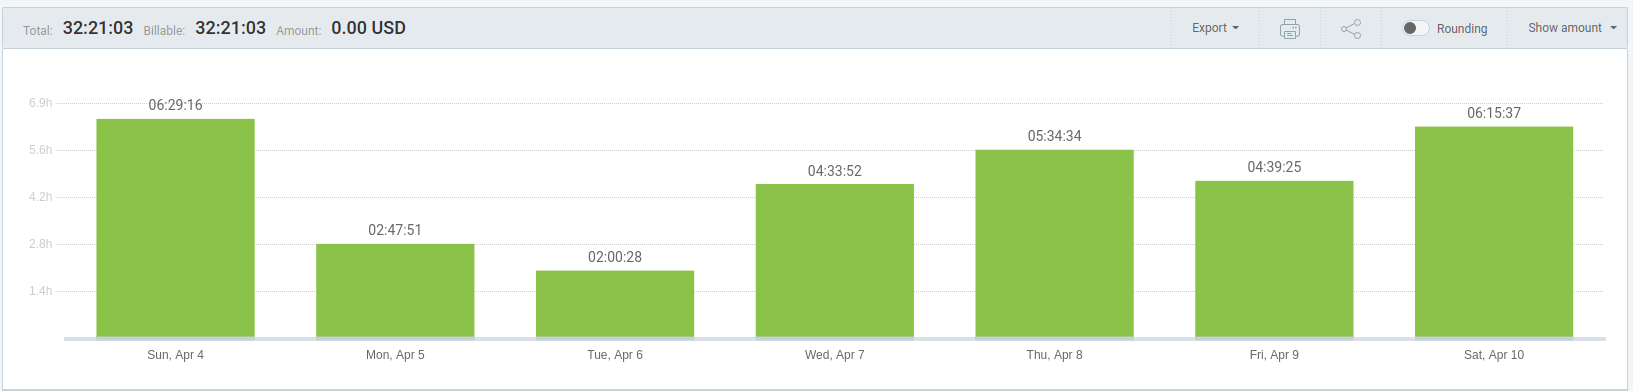 Total: 32:21:03 Billable: 32:21:03 Amount: 0.00 USD Export Rounding Show amount
6.9h
5.6h
4.2h
2.8h
1.4h
06:29:16
02:47:51
02:00:28
04:33:52
05:34:34
04:39:25
06:15:37
Sun, Apr 4 Mon, Apr 5 Tue, Apr 6 Wed, Apr 7 Thu, Apr 8 Fri, Apr 9 Sat, Apr 10